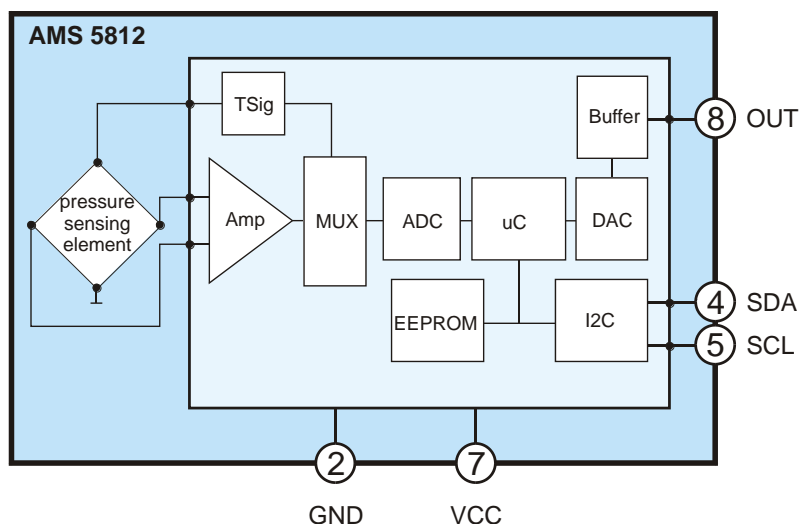 AMS 5812
TSig
Buffer
8 OUT
pressure
sensing
element
Amp
MUX
ADC
uC
DAC
EEPROM
I2C
4 SDA
5 SCL
2
7
GND
VCC